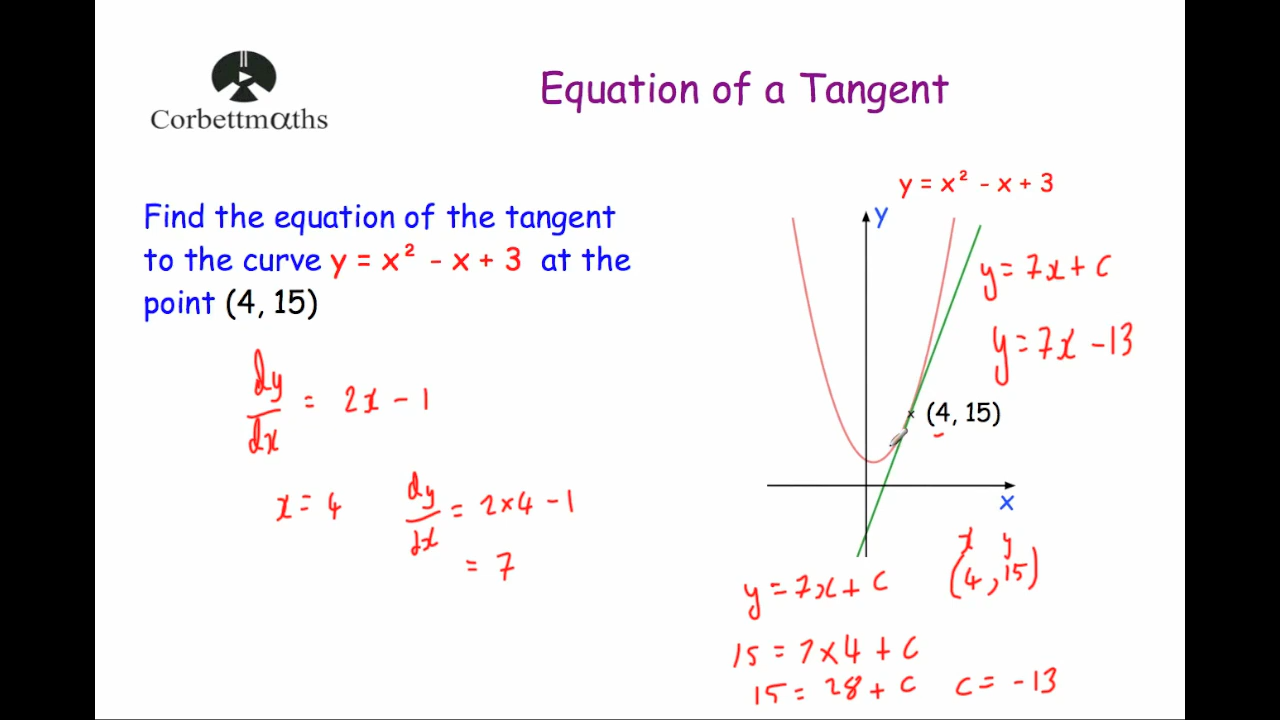 Corbettmαths
Equation of a Tangent
Find the equation of the tangent
to the curve y = x² - x + 3 at the
point (4, 15)
dy/dx = 2x - 1
x = 4 dy/dx = 2×4 - 1
= 7
y = x² - x + 3
y
y = 7x + c
y = 7x - 13
(4, 15)
x
x y
(4, 15)
y = 7x + c
15 = 7×4 + c
15 = 28 + c c = -13